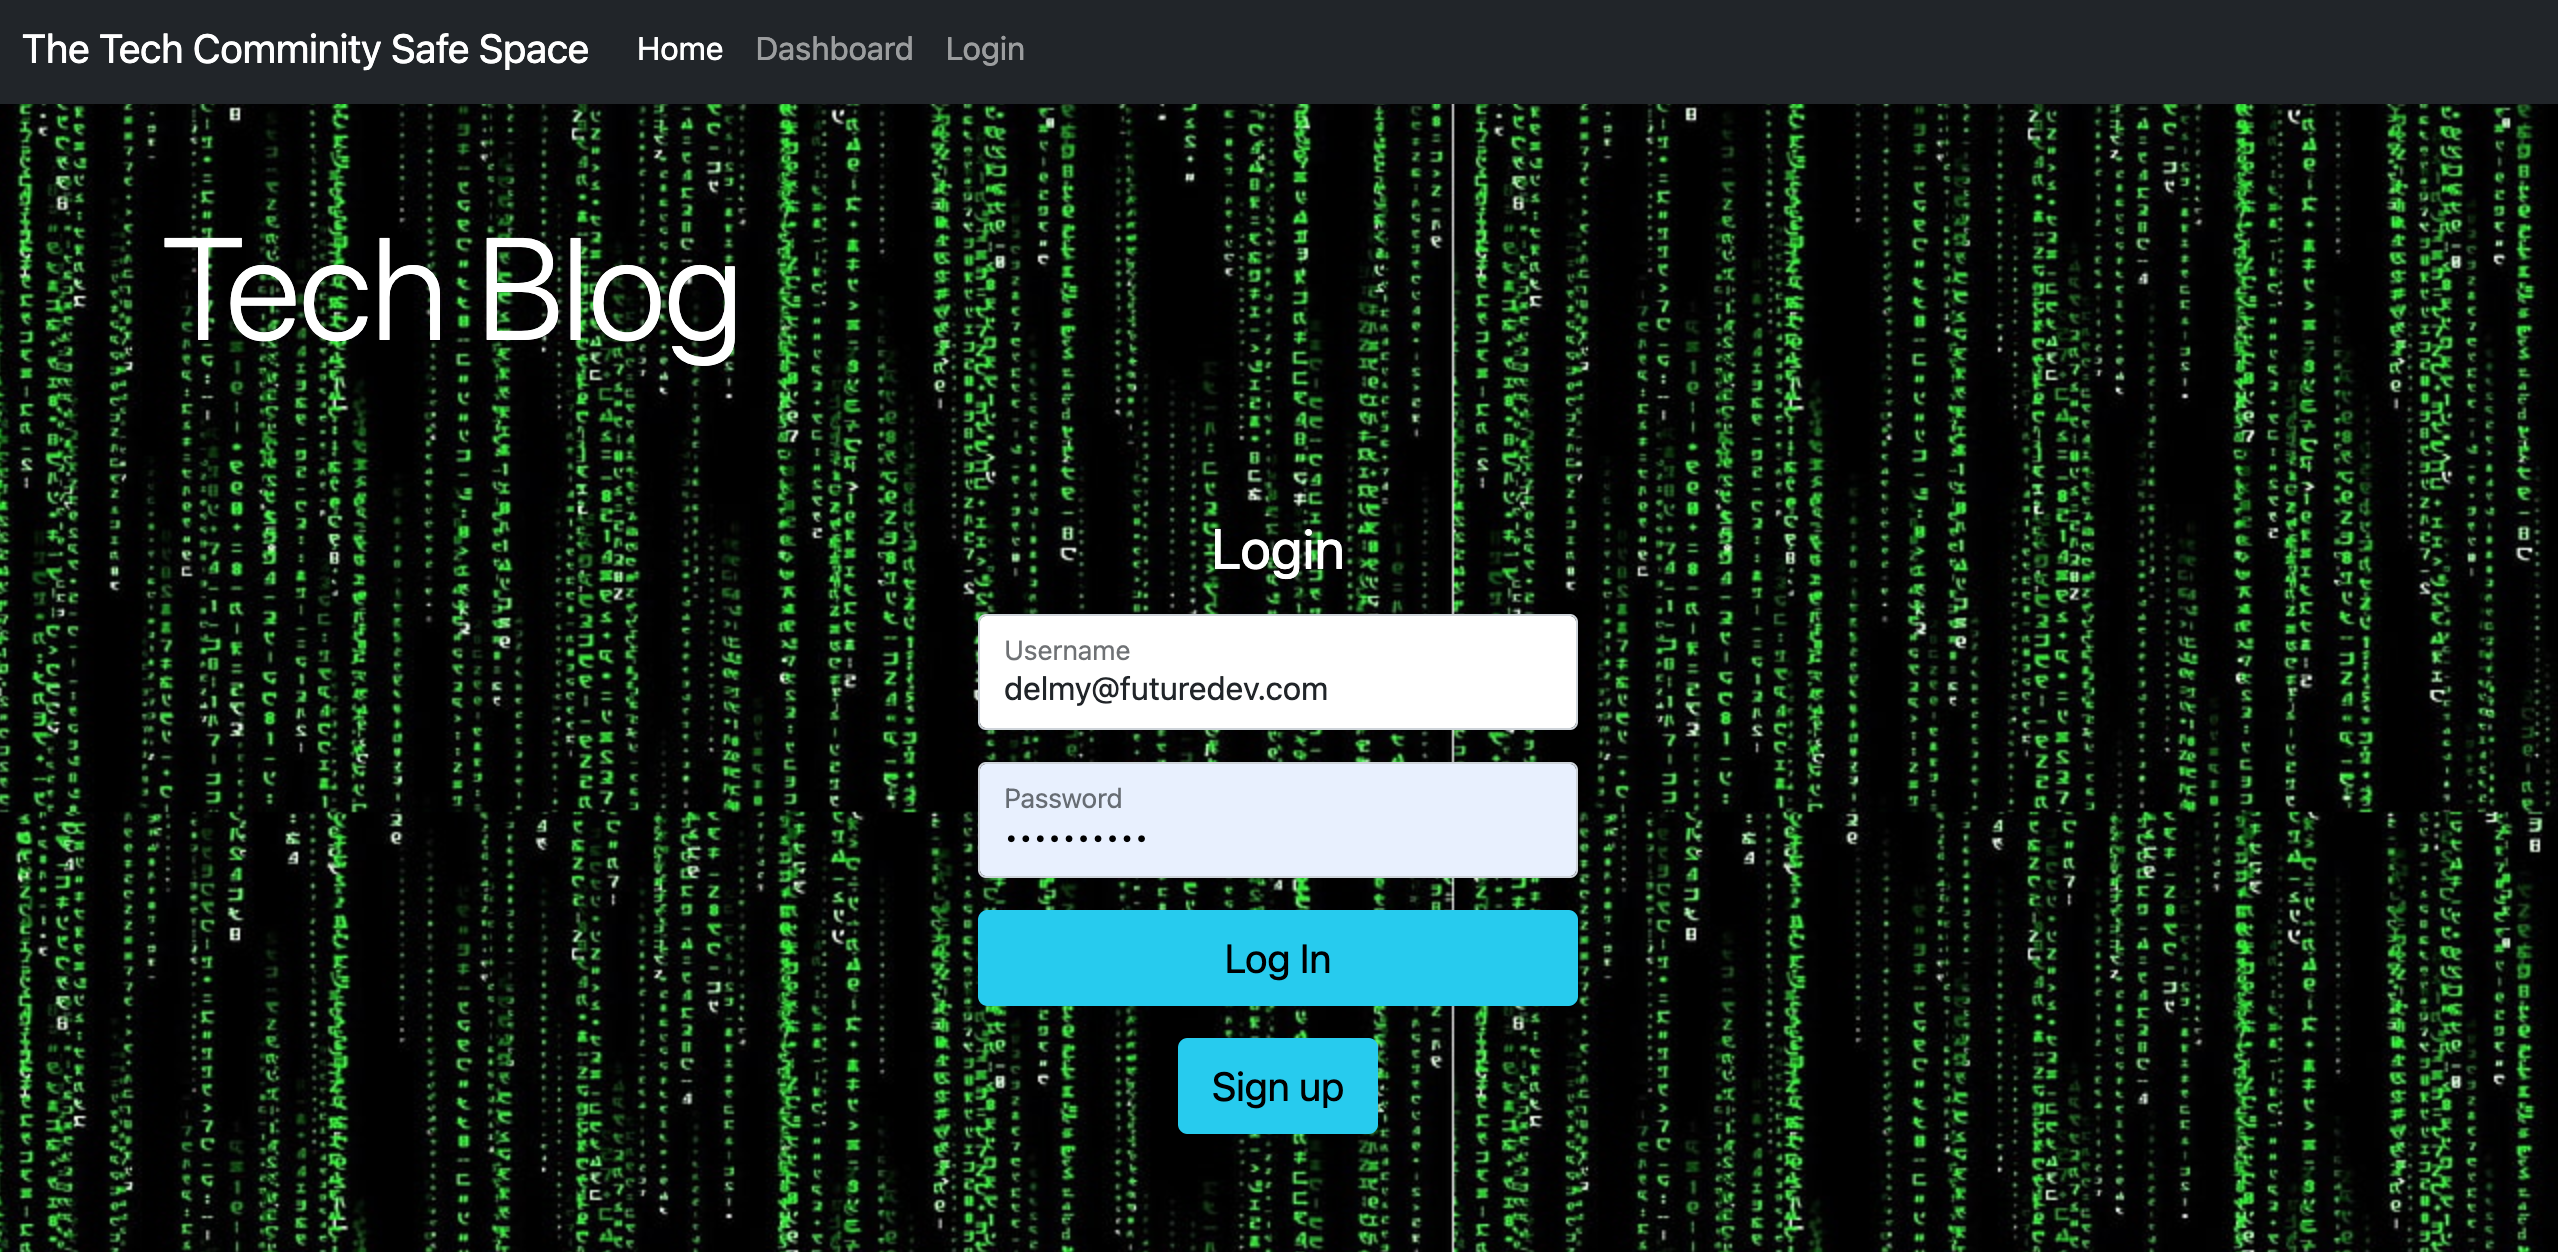 The Tech Comminity Safe Space Home Dashboard Login
Tech Blog
Login
Username
delmy@futuredev.com
Password
••••••••••
Log In
Sign up